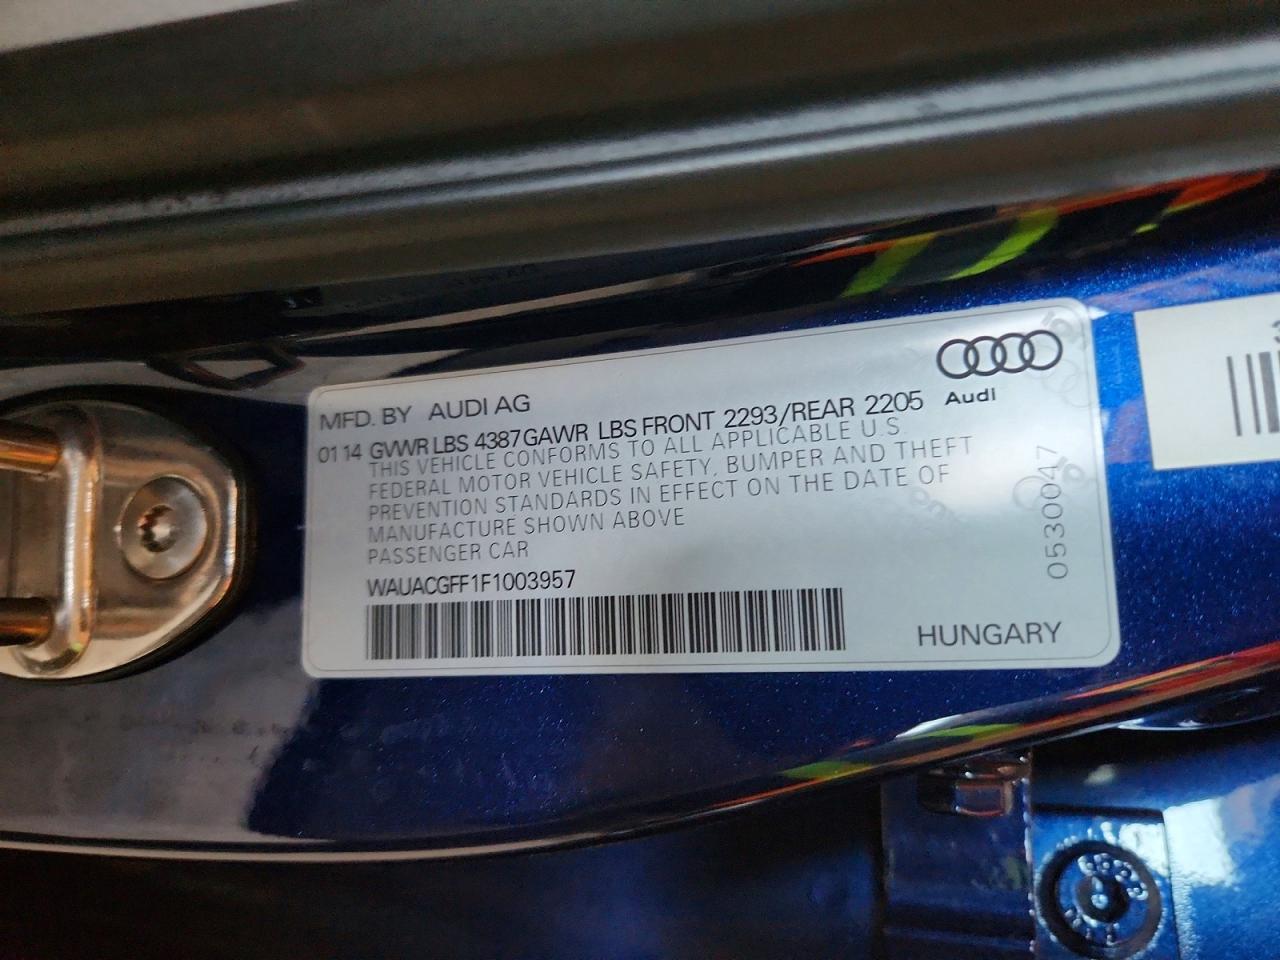 MFD. BY AUDI AG
01 14 GVWR LBS 4387 GAWR LBS FRONT 2293/REAR 2205
THIS VEHICLE CONFORMS TO ALL APPLICABLE U.S.
FEDERAL MOTOR VEHICLE SAFETY, BUMPER AND THEFT
PREVENTION STANDARDS IN EFFECT ON THE DATE OF
MANUFACTURE SHOWN ABOVE
PASSENGER CAR
WAUACGFF1F1003957
Audi
0530047
HUNGARY